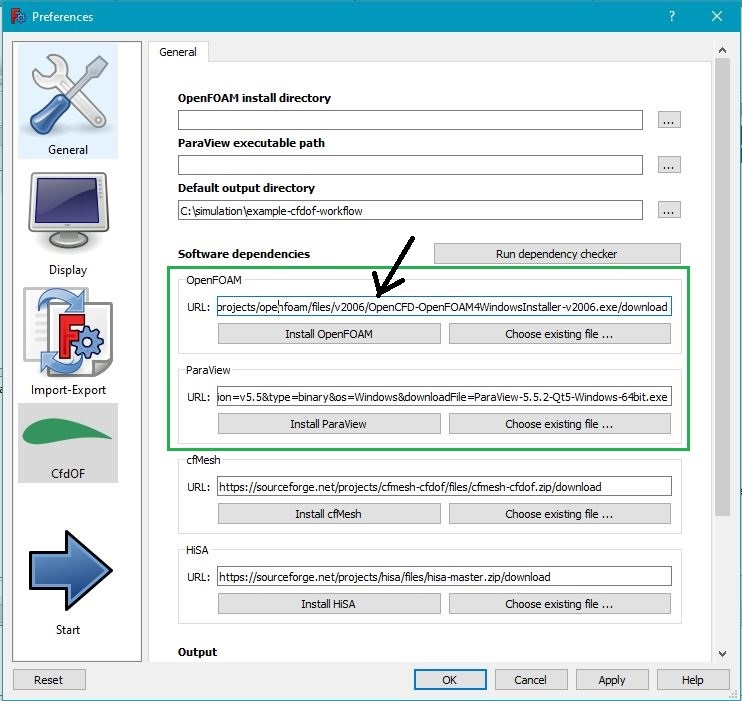 Preferences
?
General
Display
Import-Export
CfdOF
Start
General
OpenFOAM install directory
...
ParaView executable path
...
Default output directory
C:\simulation\example-cfdof-workflow
...
Software dependencies
Run dependency checker
OpenFOAM
URL: projects/openfoam/files/v2006/OpenCFD-OpenFOAM4WindowsInstaller-v2006.exe/download
Install OpenFOAM
Choose existing file ...
ParaView
URL: ion=v5.5&type=binary&os=Windows&downloadFile=ParaView-5.5.2-Qt5-Windows-64bit.exe
Install ParaView
Choose existing file ...
cfMesh
URL: https://sourceforge.net/projects/cfmesh-cfdof/files/cfmesh-cfdof.zip/download
Install cfMesh
Choose existing file ...
HiSA
URL: https://sourceforge.net/projects/hisa/files/hisa-master.zip/download
Install HiSA
Choose existing file ...
Output
Reset
OK
Cancel
Apply
Help